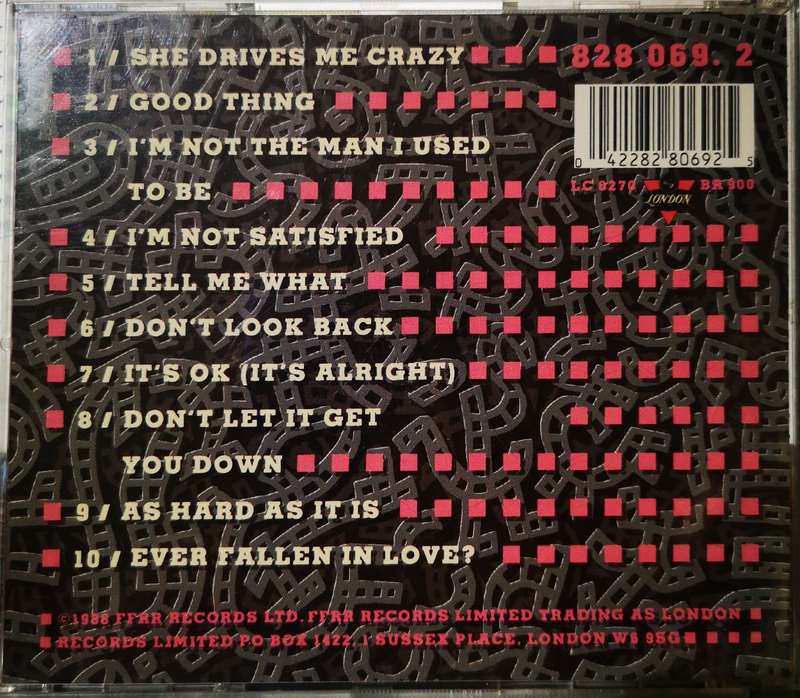 1 / SHE DRIVES ME CRAZY
828 069. 2
2 / GOOD THING
3 / I'M NOT THE MAN I USED
TO BE
0 42282 80692 5
LC 8270 LONDON BA 900
4 / I'M NOT SATISFIED
5 / TELL ME WHAT
6 / DON'T LOOK BACK
7 / IT'S OK (IT'S ALRIGHT)
8 / DON'T LET IT GET
YOU DOWN
9 / AS HARD AS IT IS
10 / EVER FALLEN IN LOVE?
©1988 FFRR RECORDS LTD. FFRR RECORDS LIMITED TRADING AS LONDON
RECORDS LIMITED PO BOX 1422, 1 SUSSEX PLACE, LONDON W6 9SG